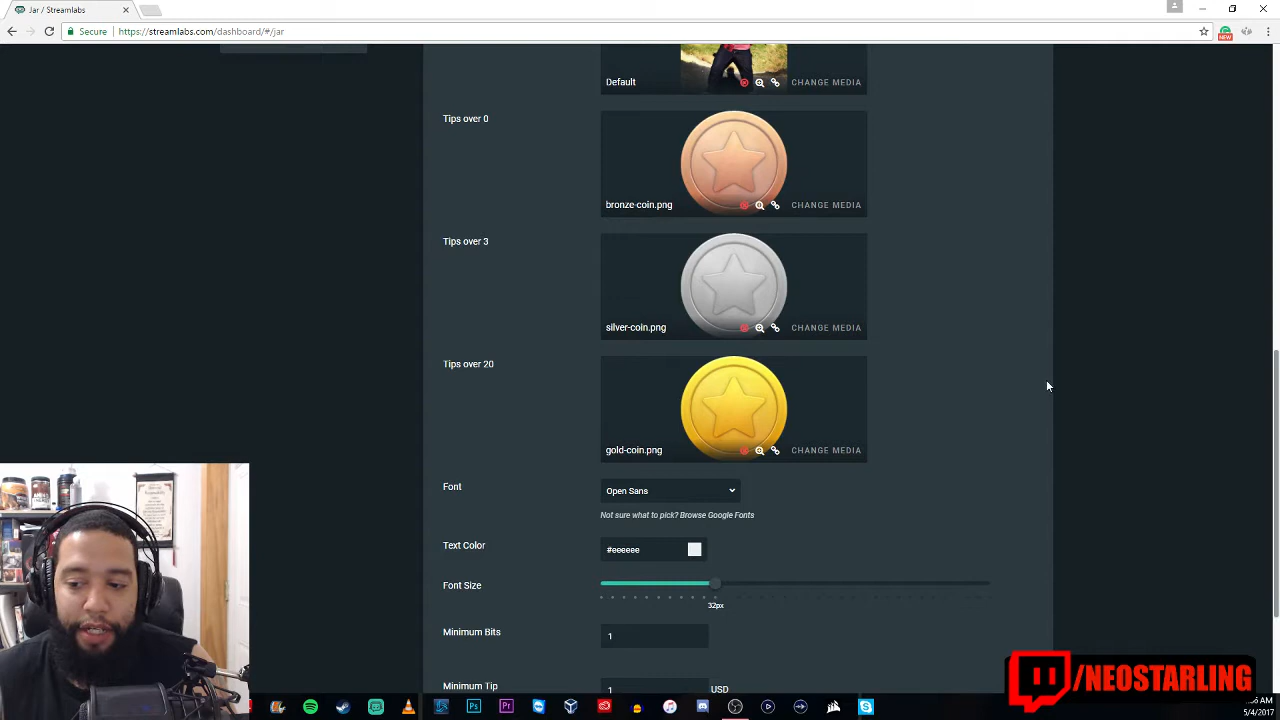 Jar / Streamlabs
Secure
https://streamlabs.com/dashboard/#/jar
NEW
Default
CHANGE MEDIA
Tips over 0
bronze-coin.png
CHANGE MEDIA
Tips over 3
silver-coin.png
CHANGE MEDIA
Tips over 20
gold-coin.png
CHANGE MEDIA
Font
Open Sans
Not sure what to pick? Browse Google Fonts
Text Color
#eeeeee
Font Size
32px
Minimum Bits
1
Minimum Tip
1
USD
/NEOSTARLING
Ps
Pr
5/4/2017